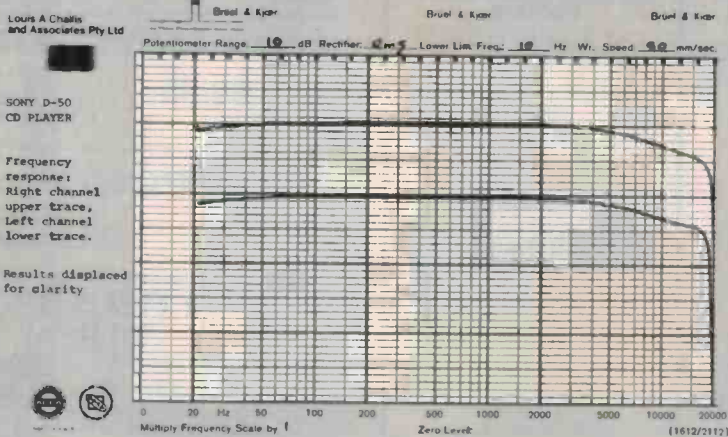 Louis A Challis
and Associates Pty Ltd
Brüel & Kjær
Brüel & Kjær
Brüel & Kjær
Potentiometer Range 10 dB Rectifier: RMS Lower Lim. Freq.: 10 Hz Wr. Speed 90 mm/sec.
SONY D-50
CD PLAYER
Frequency
response:
Right channel
upper trace,
Left channel
lower trace.
Results displaced
for clarity
0 20 Hz 50 100 200 500 1000 2000 5000 10000 20000
Multiply Frequency Scale by 1
Zero Level:
(1612/2112)